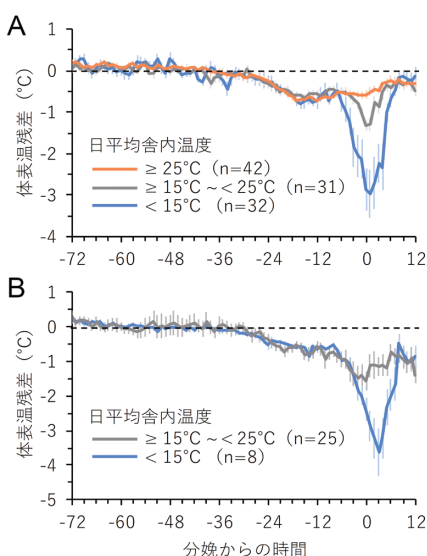 A
体表温残差（°C）
1
0
-1
-2
-3
-4
日平均舎内温度
≥ 25°C（n=42）
≥ 15°C ~ < 25°C（n=31）
< 15°C（n=32）
-72 -60 -48 -36 -24 -12 0 12
B
体表温残差（°C）
1
0
-1
-2
-3
-4
-5
日平均舎内温度
≥ 15°C ~ < 25°C（n=25）
< 15°C（n=8）
-72 -60 -48 -36 -24 -12 0 12
分娩からの時間